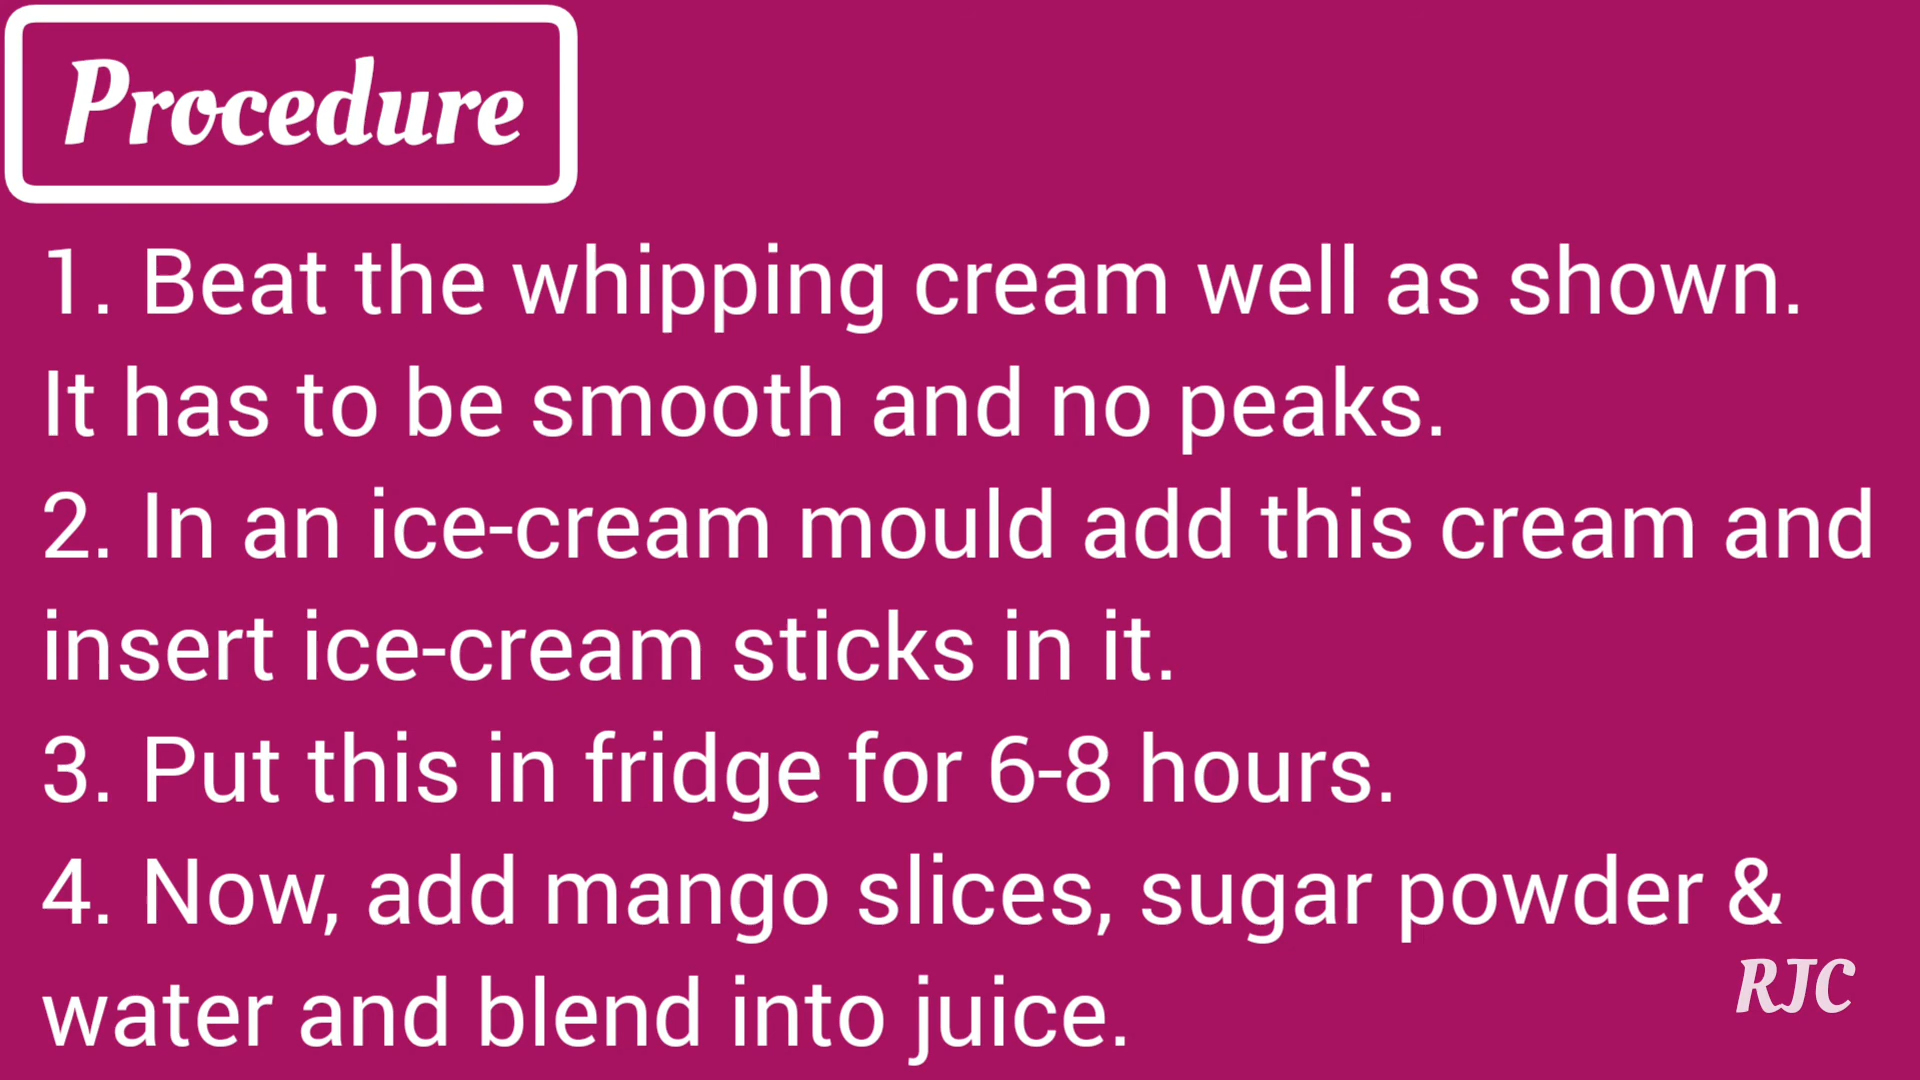 Procedure
1. Beat the whipping cream well as shown.
It has to be smooth and no peaks.
2. In an ice-cream mould add this cream and
insert ice-cream sticks in it.
3. Put this in fridge for 6-8 hours.
4. Now, add mango slices, sugar powder &
water and blend into juice.
RJC